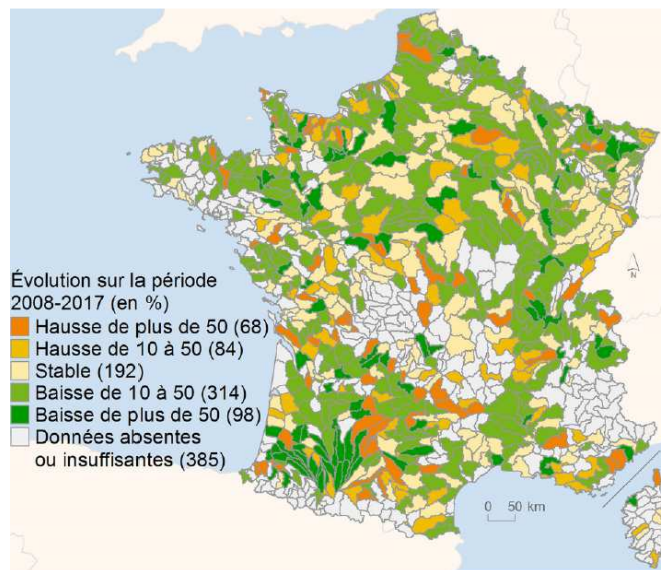 Évolution sur la période
2008-2017 (en %)
Hausse de plus de 50 (68)
Hausse de 10 à 50 (84)
Stable (192)
Baisse de 10 à 50 (314)
Baisse de plus de 50 (98)
Données absentes
ou insuffisantes (385)
N
0 50 km